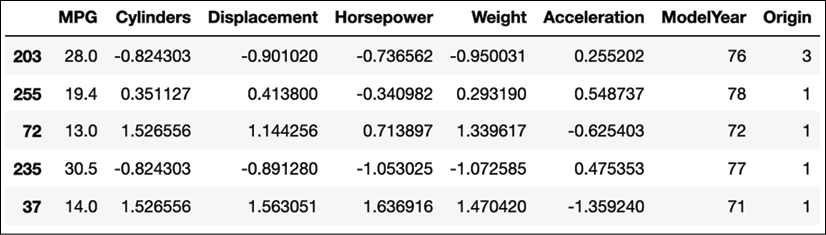 MPG Cylinders Displacement Horsepower Weight Acceleration ModelYear Origin
203 28.0 -0.824303 -0.901020 -0.736562 -0.950031 0.255202 76 3
255 19.4 0.351127 0.413800 -0.340982 0.293190 0.548737 78 1
72 13.0 1.526556 1.144256 0.713897 1.339617 -0.625403 72 1
235 30.5 -0.824303 -0.891280 -1.053025 -1.072585 0.475353 77 1
37 14.0 1.526556 1.563051 1.636916 1.470420 -1.359240 71 1